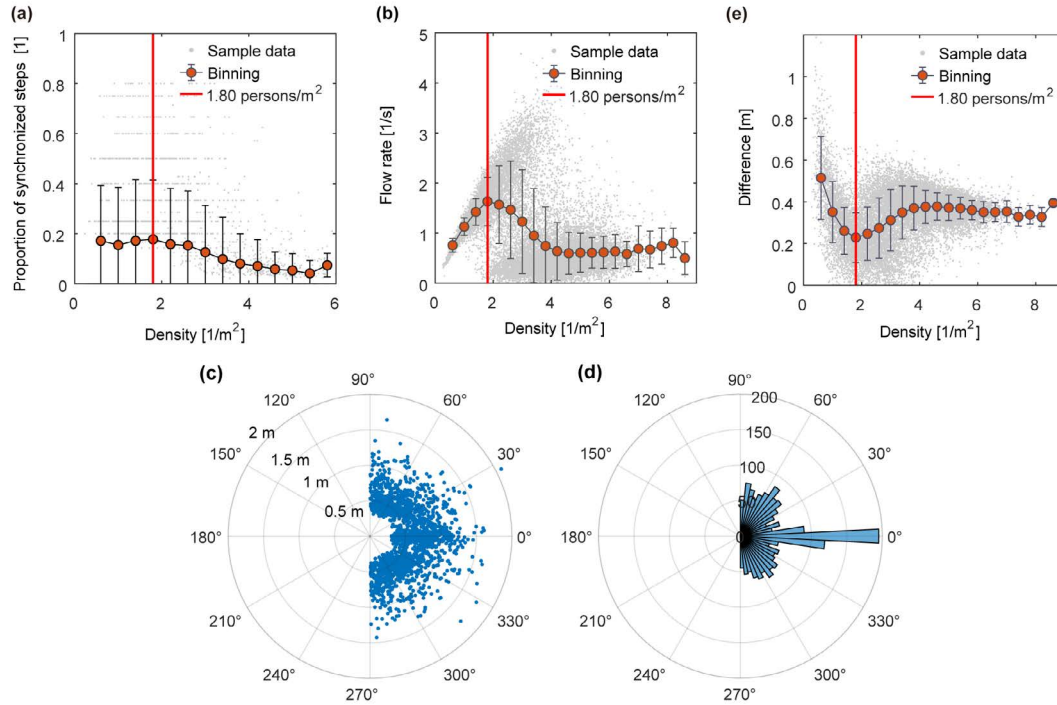 (a)
Proportion of synchronized steps [1]
1
0.8
0.6
0.4
0.2
0
0
2
4
6
Density [1/m²]
Sample data
Binning
1.80 persons/m²
(b)
Flow rate [1/s]
5
4
3
2
1
0
0
2
4
6
8
Density [1/m²]
Sample data
Binning
1.80 persons/m²
(e)
Difference [m]
1
0.8
0.6
0.4
0.2
0
0
2
4
6
8
Density [1/m²]
Sample data
Binning
1.80 persons/m²
(c)
90°
120°
60°
2 m
150°
1.5 m
30°
1 m
0.5 m
180°
0°
210°
330°
240°
300°
270°
(d)
90°
200
120°
60°
150
150°
30°
100
180°
0
0°
210°
330°
240°
300°
270°